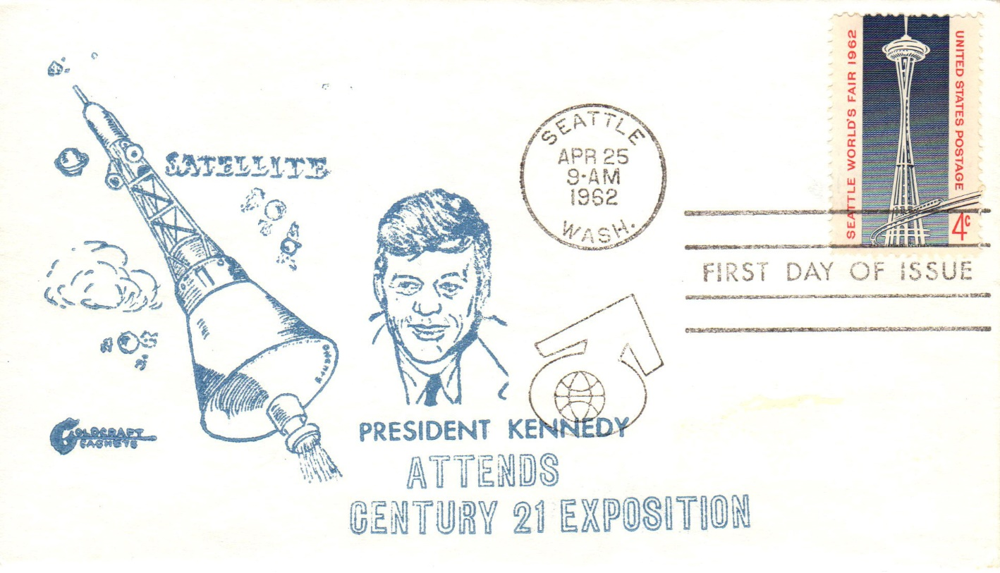 SATELLITE
SEATTLE
APR 25
9-AM
1962
WASH.
SEATTLE WORLD'S FAIR 1962
UNITED STATES POSTAGE
4c
FIRST DAY OF ISSUE
GOLDCRAFT
CACHETS
PRESIDENT KENNEDY
ATTENDS
CENTURY 21 EXPOSITION